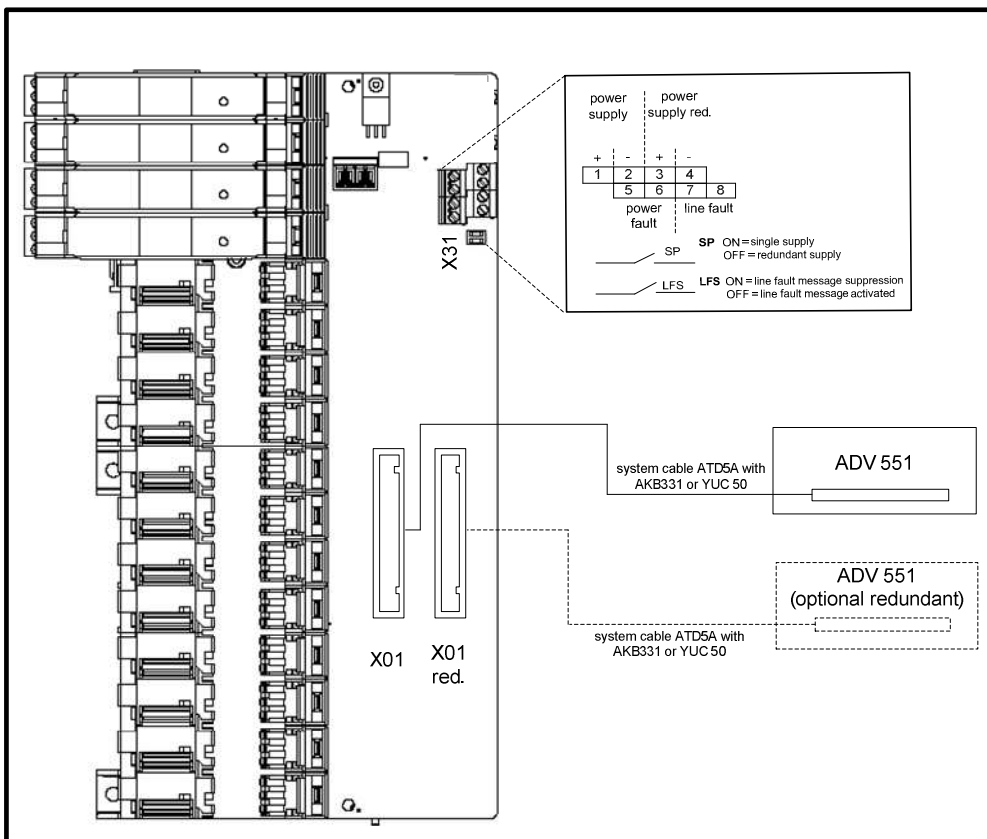 power power
supply supply red.
+ - + -
1 2 3 4
5 6 7 8
power line fault
fault
SP SP ON=single supply
OFF=redundant supply
LFS LFS ON=line fault message suppression
OFF=line fault message activated
X31
ADV 551
system cable ATD5A with
AKB331 or YUC 50
ADV 551
(optional redundant)
system cable ATD5A with
AKB331 or YUC 50
X01 X01
red.